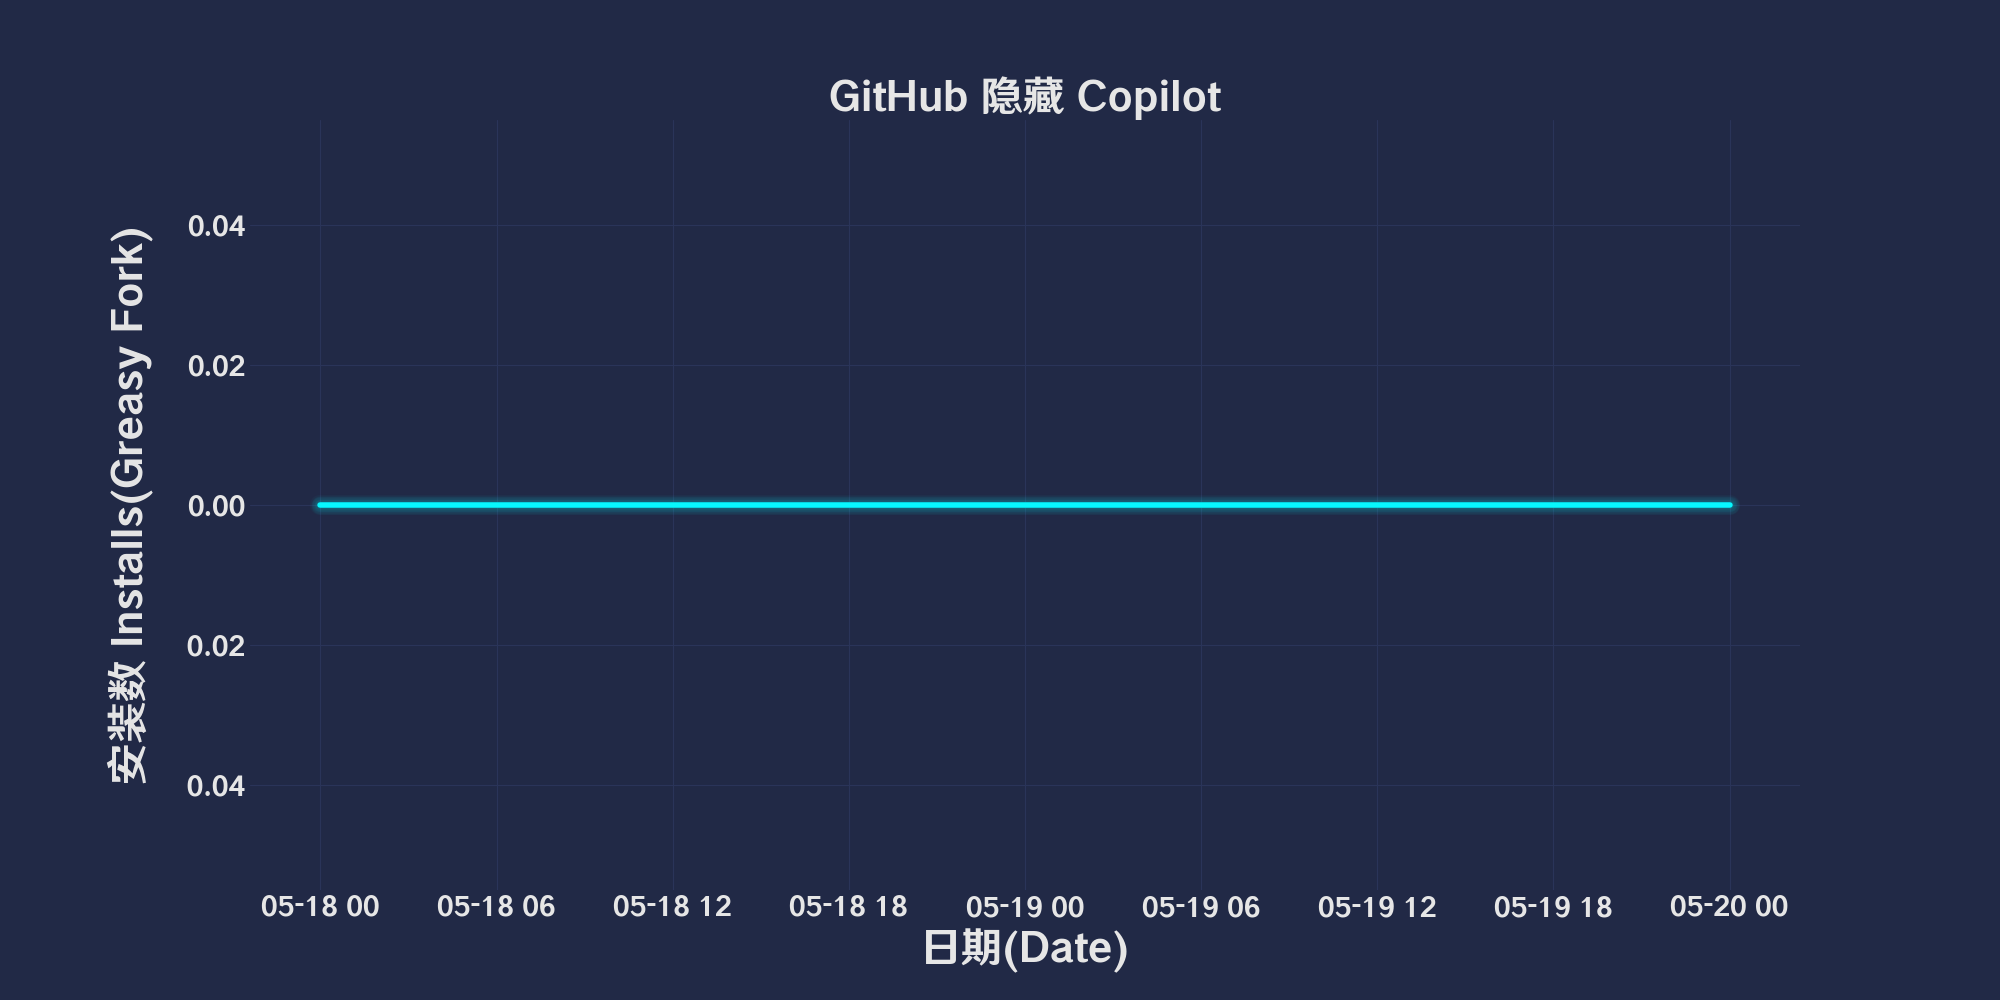 GitHub 隐藏 Copilot
安装数 Installs(Greasy Fork)
0.04
0.02
0.00
0.02
0.04
05-18 00 05-18 06 05-18 12 05-18 18 05-19 00 05-19 06 05-19 12 05-19 18 05-20 00
日期(Date)